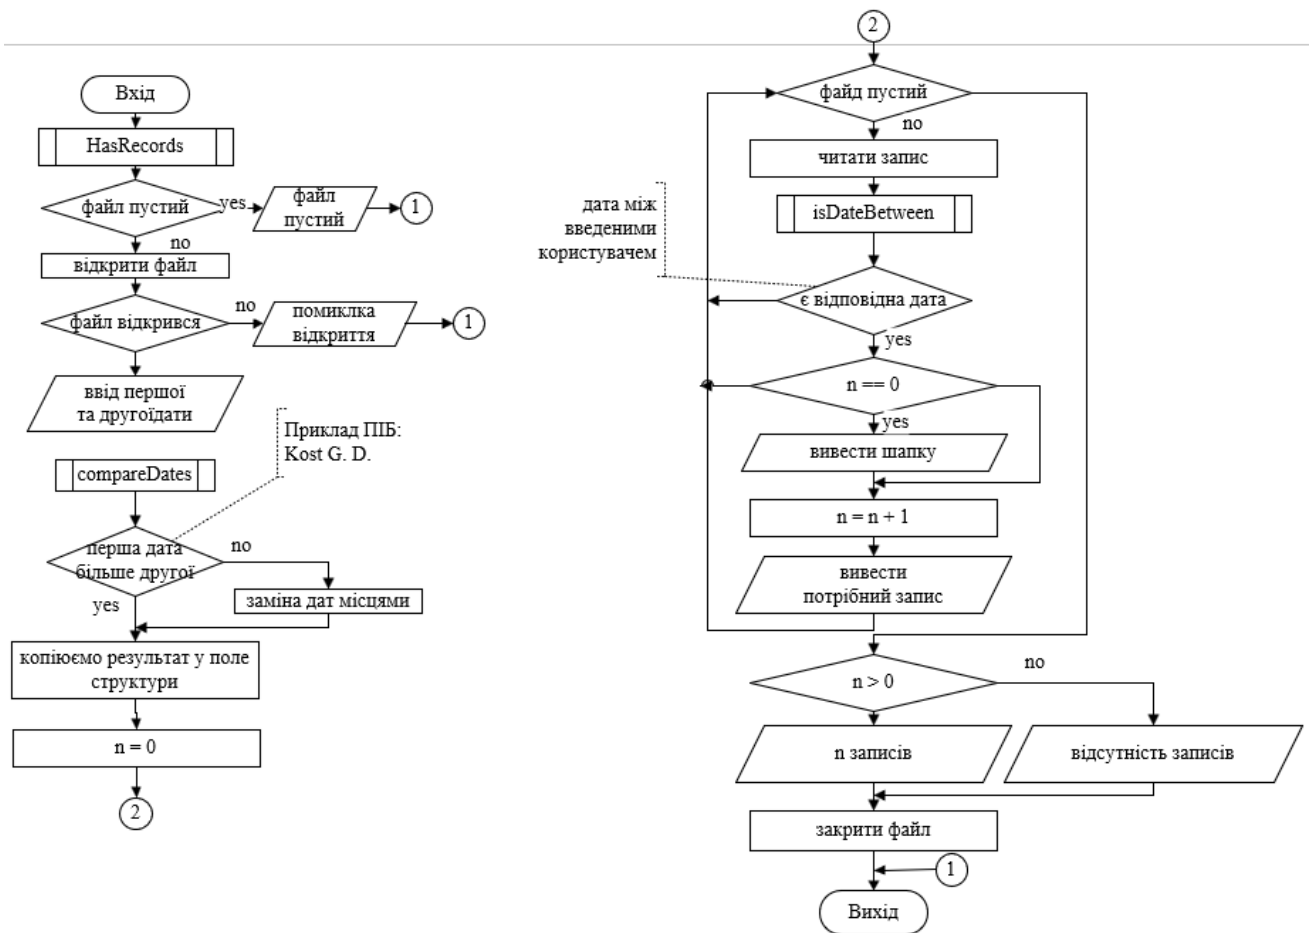 Вхід
HasRecords
файл пустий
yes
файл
пустий
1
no
відкрити файл
файл відкрився
no
помиклка
відкриття
1
ввід першої
та другоїдати
Приклад ПІБ:
Kost G. D.
compareDates
перша дата
більше другої
no
yes
заміна дат місцями
копіюємо результат у поле
структури
n = 0
2
2
файд пустий
no
читати запис
isDateBetween
дата між
введеними
користувачем
є відповідна дата
yes
n == 0
yes
вивести шапку
n = n + 1
вивести
потрібний запис
n > 0
no
n записів
відсутність записів
закрити файл
1
Вихід